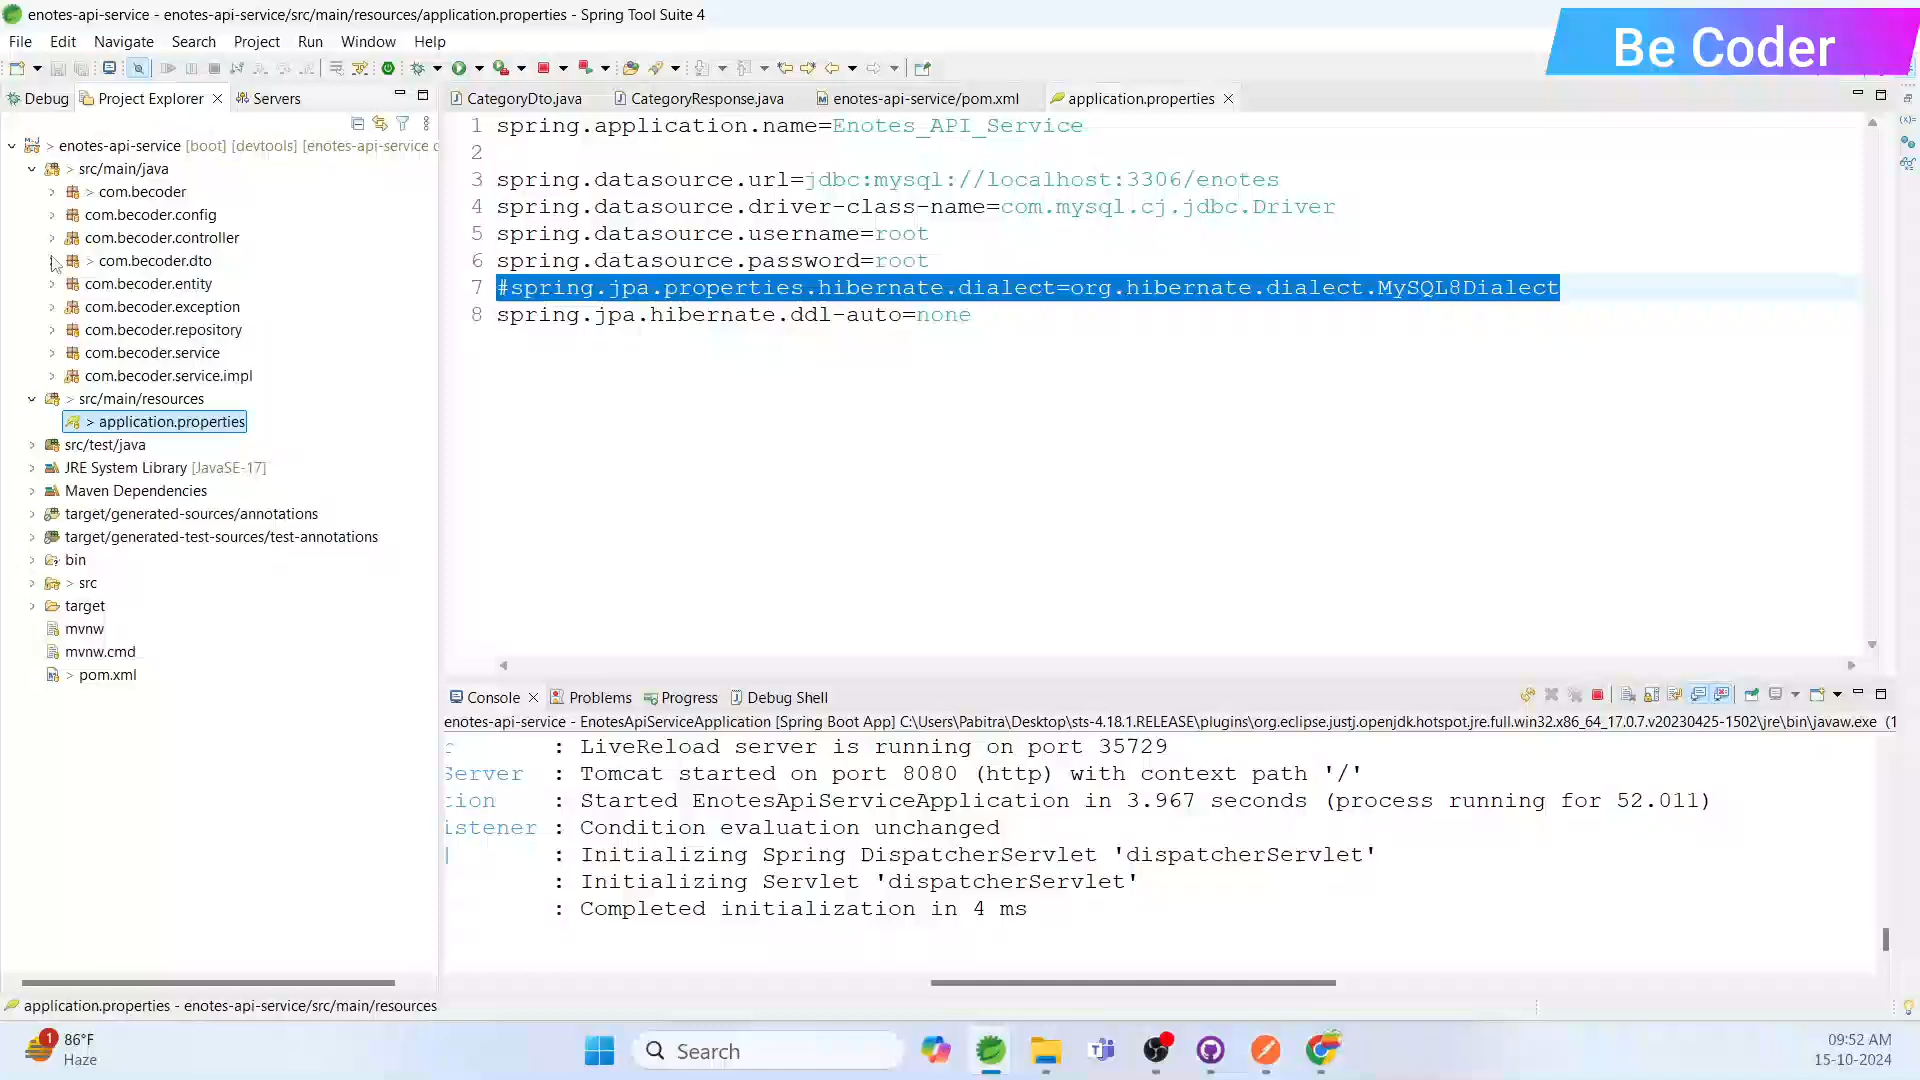 enotes-api-service - enotes-api-service/src/main/resources/application.properties - Spring Tool Suite 4
Be Coder
File Edit Navigate Search Project Run Window Help
Debug Project Explorer Servers
CategoryDto.java CategoryResponse.java enotes-api-service/pom.xml application.properties
> enotes-api-service [boot] [devtools] [enotes-api-service
> src/main/java
> com.becoder
com.becoder.config
com.becoder.controller
> com.becoder.dto
com.becoder.entity
com.becoder.exception
com.becoder.repository
com.becoder.service
com.becoder.service.impl
> src/main/resources
> application.properties
src/test/java
JRE System Library [JavaSE-17]
Maven Dependencies
target/generated-sources/annotations
target/generated-test-sources/test-annotations
bin
> src
target
mvnw
mvnw.cmd
> pom.xml
1 spring.application.name=Enotes_API_Service
2
3 spring.datasource.url=jdbc:mysql://localhost:3306/enotes
4 spring.datasource.driver-class-name=com.mysql.cj.jdbc.Driver
5 spring.datasource.username=root
6 spring.datasource.password=root
7 #spring.jpa.properties.hibernate.dialect=org.hibernate.dialect.MySQL8Dialect
8 spring.jpa.hibernate.ddl-auto=none
Console Problems Progress Debug Shell
enotes-api-service - EnotesApiServiceApplication [Spring Boot App] C:\Users\Pabitra\Desktop\sts-4.18.1.RELEASE\plugins\org.eclipse.justj.openjdk.hotspot.jre.full.win32.x86_64_17.0.7.v20230425-1502\jre\bin\javaw.exe (1
r : LiveReload server is running on port 35729
Server : Tomcat started on port 8080 (http) with context path '/'
tion : Started EnotesApiServiceApplication in 3.967 seconds (process running for 52.011)
istener : Condition evaluation unchanged
: Initializing Spring DispatcherServlet 'dispatcherServlet'
: Initializing Servlet 'dispatcherServlet'
: Completed initialization in 4 ms
application.properties - enotes-api-service/src/main/resources
1
86°F
Haze
Search
09:52 AM
15-10-2024